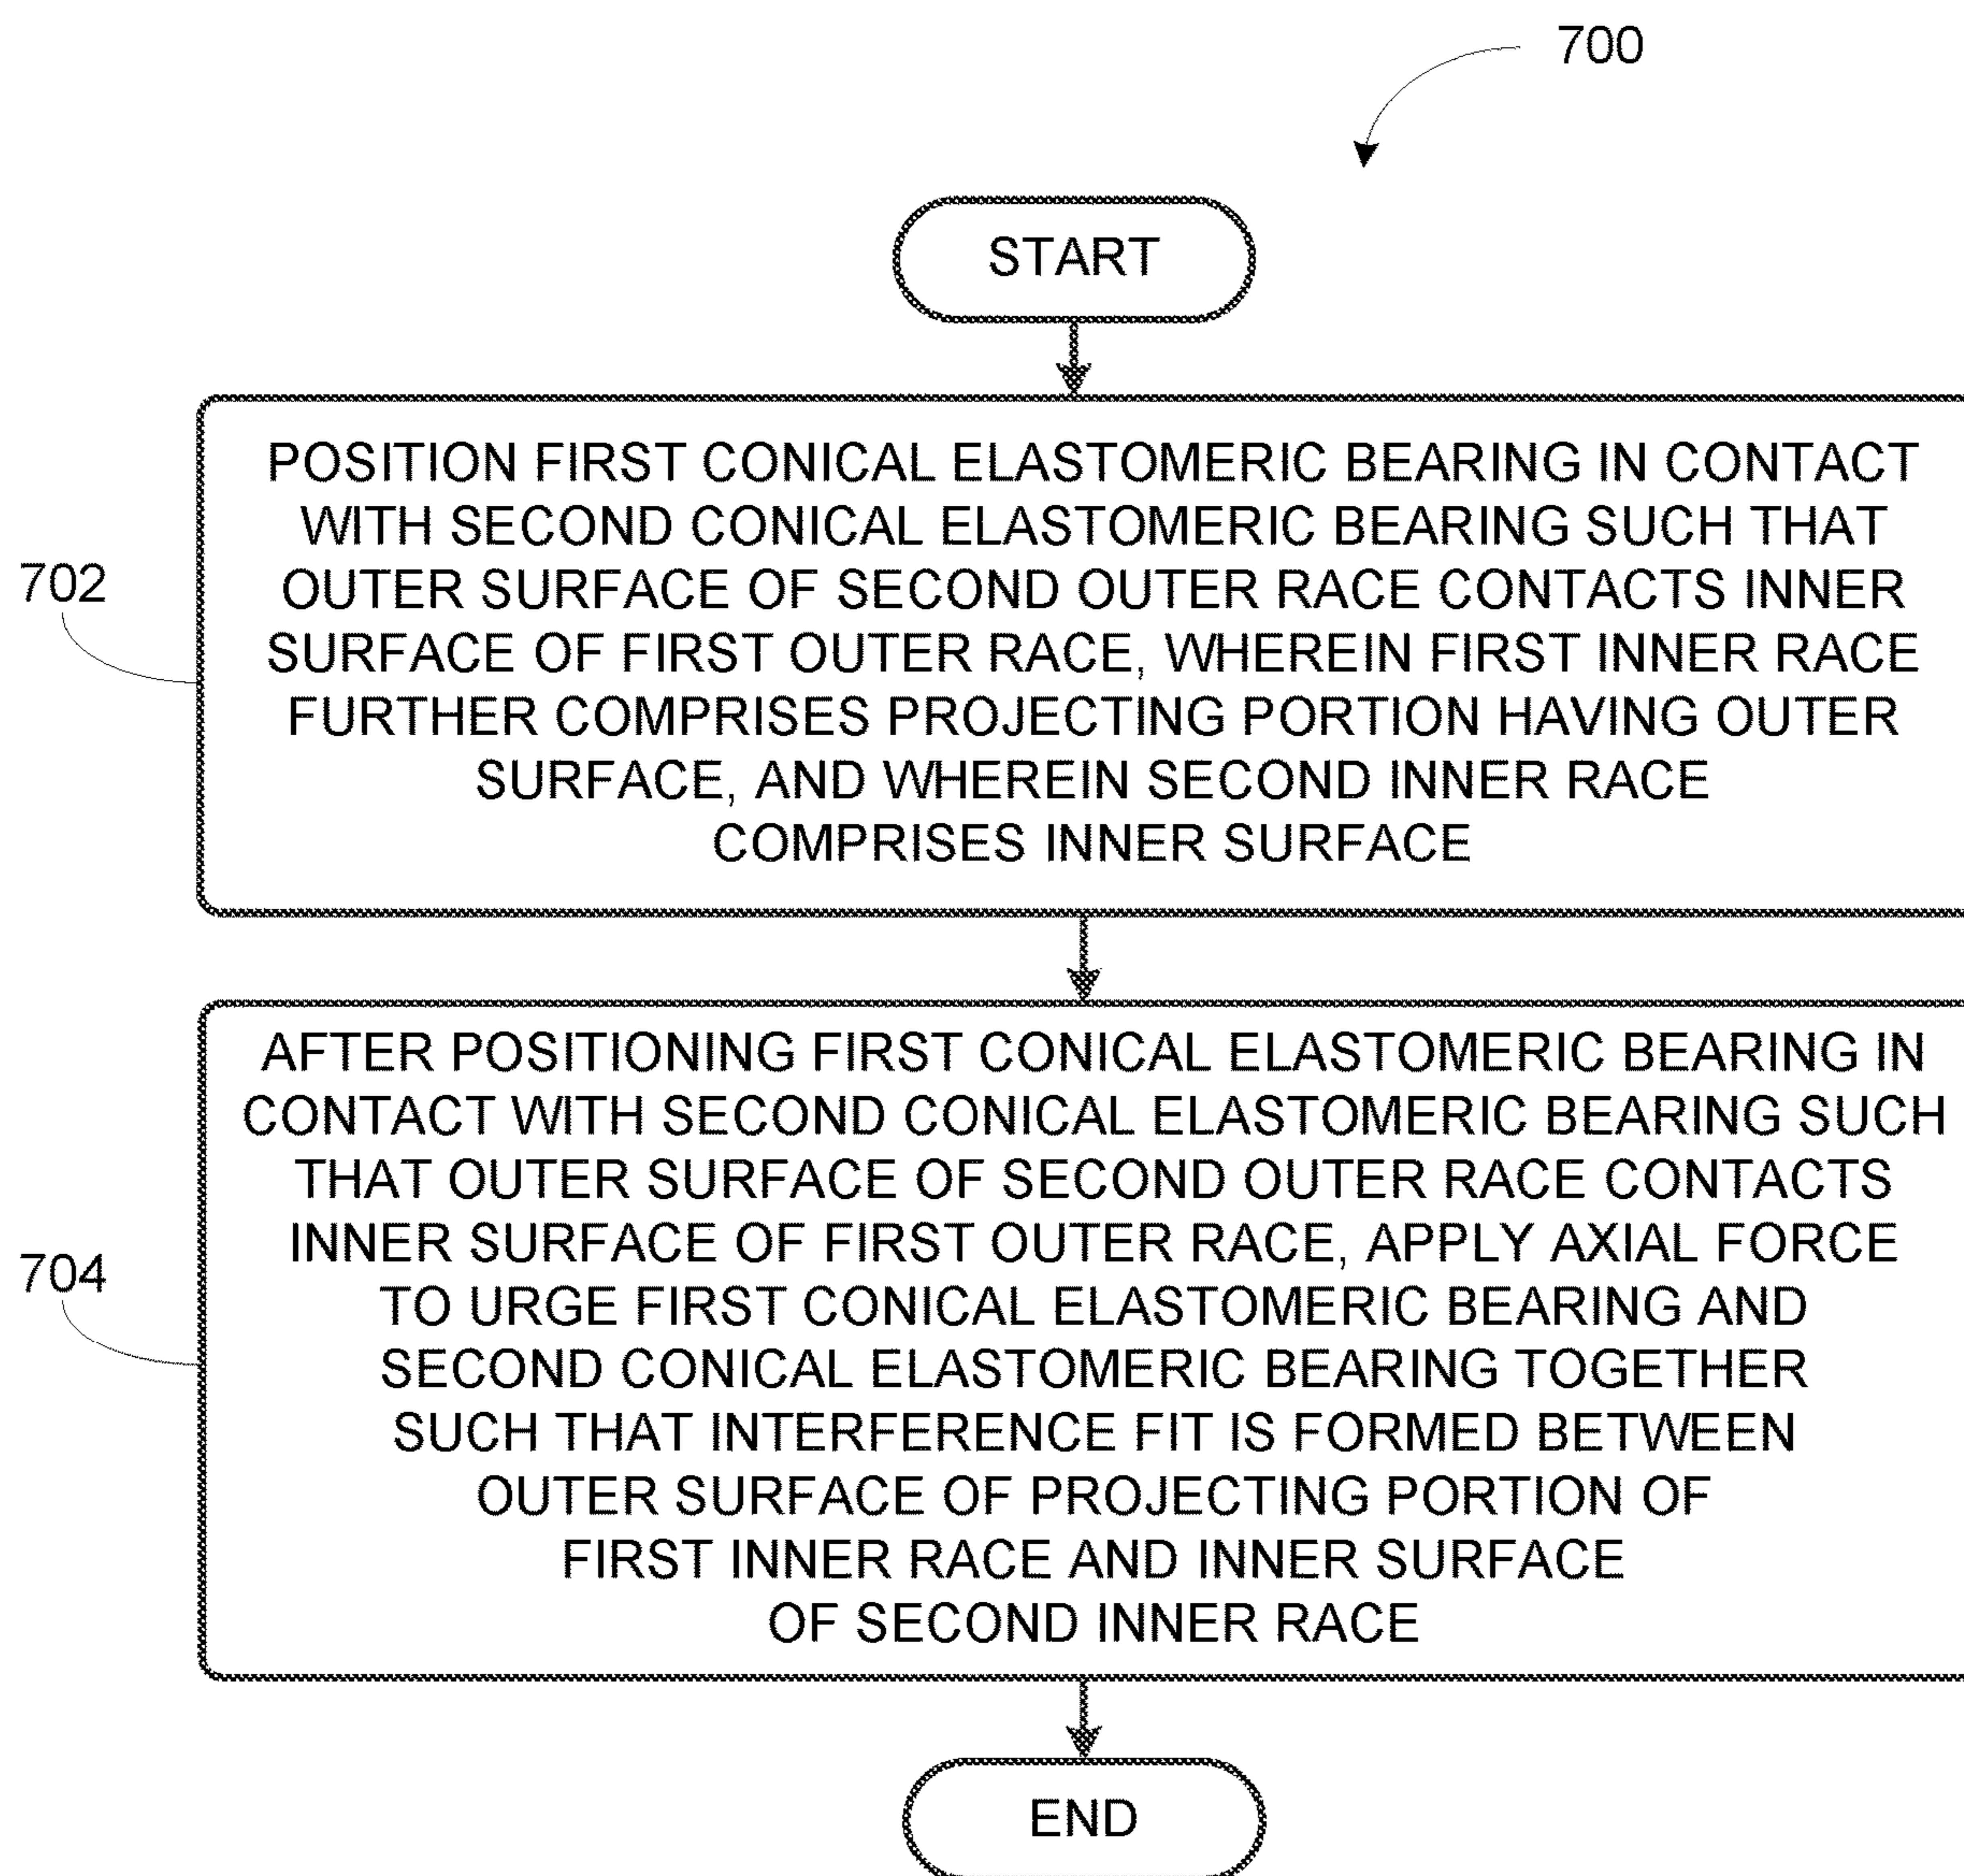 700
START
702
POSITION FIRST CONICAL ELASTOMERIC BEARING IN CONTACT
WITH SECOND CONICAL ELASTOMERIC BEARING SUCH THAT
OUTER SURFACE OF SECOND OUTER RACE CONTACTS INNER
SURFACE OF FIRST OUTER RACE, WHEREIN FIRST INNER RACE
FURTHER COMPRISES PROJECTING PORTION HAVING OUTER
SURFACE, AND WHEREIN SECOND INNER RACE
COMPRISES INNER SURFACE
704
AFTER POSITIONING FIRST CONICAL ELASTOMERIC BEARING IN
CONTACT WITH SECOND CONICAL ELASTOMERIC BEARING SUCH
THAT OUTER SURFACE OF SECOND OUTER RACE CONTACTS
INNER SURFACE OF FIRST OUTER RACE, APPLY AXIAL FORCE
TO URGE FIRST CONICAL ELASTOMERIC BEARING AND
SECOND CONICAL ELASTOMERIC BEARING TOGETHER
SUCH THAT INTERFERENCE FIT IS FORMED BETWEEN
OUTER SURFACE OF PROJECTING PORTION OF
FIRST INNER RACE AND INNER SURFACE
OF SECOND INNER RACE
END